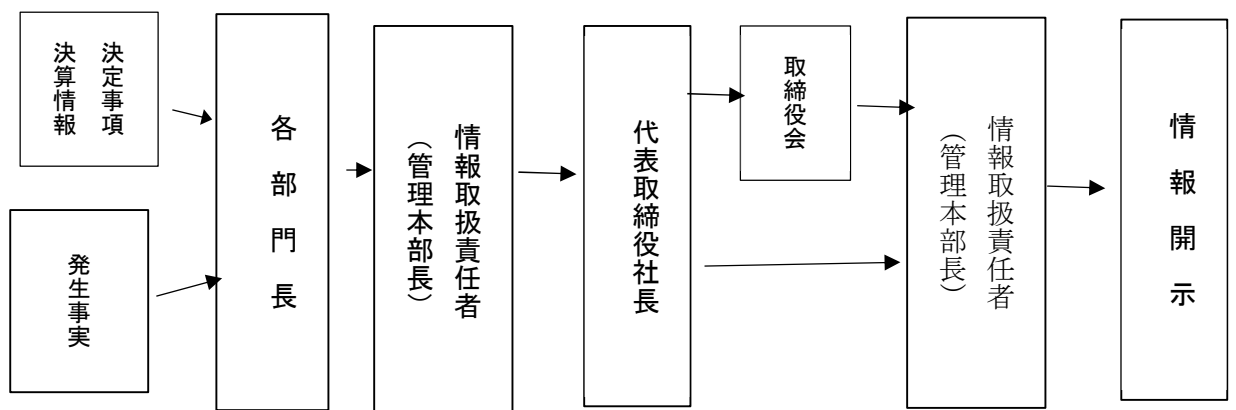 決定事項
決算情報
発生事実
各部門長
情報取扱責任者
（管理本部長）
代表取締役社長
取締役会
情報取扱責任者
（管理本部長）
情報開示